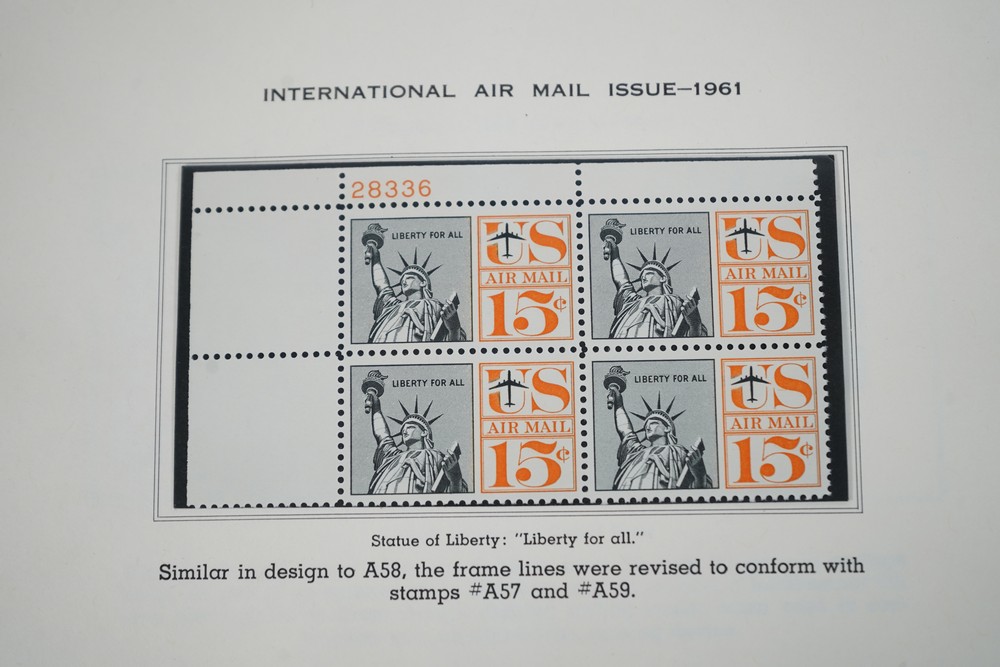 INTERNATIONAL AIR MAIL ISSUE—1961
28336
LIBERTY FOR ALL
US
AIR MAIL
15¢
LIBERTY FOR ALL
US
AIR MAIL
15¢
LIBERTY FOR ALL
US
AIR MAIL
15¢
LIBERTY FOR ALL
US
AIR MAIL
15¢
Statue of Liberty: "Liberty for all."
Similar in design to A58, the frame lines were revised to conform with
stamps #A57 and #A59.